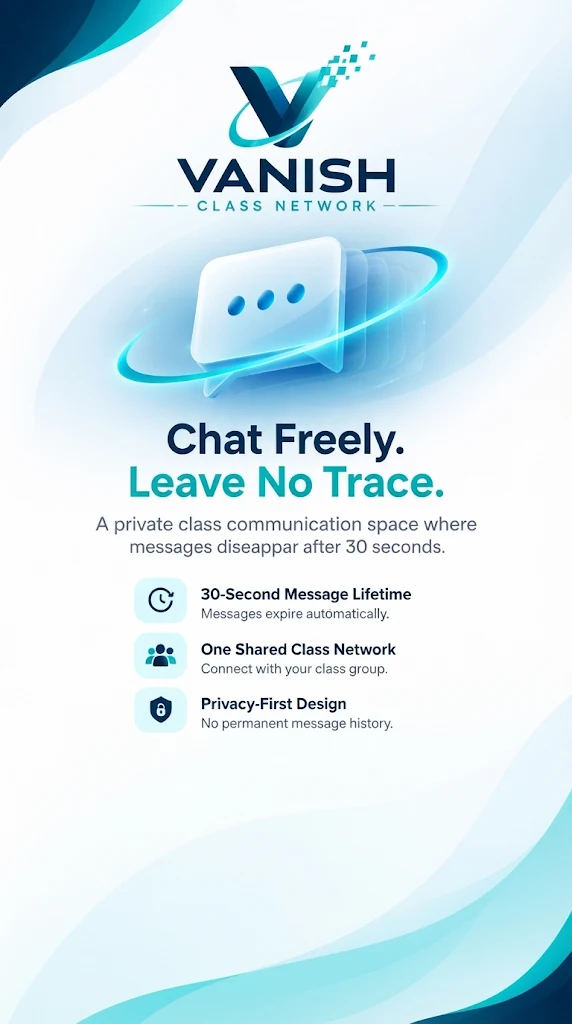 VANISH
CLASS NETWORK
Chat Freely.
Leave No Trace.
A private class communication space where
messages diseappar after 30 seconds.
30-Second Message Lifetime
Messages expire automatically.
One Shared Class Network
Connect with your class group.
Privacy-First Design
No permanent message history.